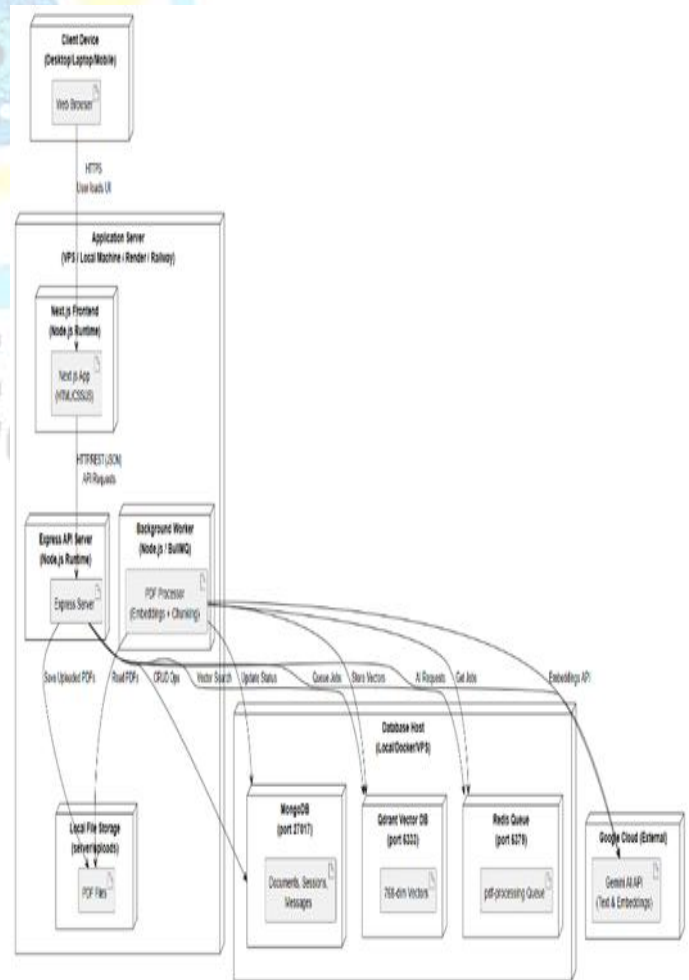 Client Device
(Desktop/Laptop/Mobile)
Web Browser
HTTPS
User loads UI
Application Server
(VPS / Local Machine / Render / Railway)
Next.js Frontend
(Node.js Runtime)
Next.js App
(HTML/CSS/JS)
HTTP/REST (JSON)
API Requests
Express API Server
(Node.js Runtime)
Express Server
Background Worker
(Node.js / BullMQ)
PDF Processor
(Embeddings + Chunking)
Save Uploaded PDFs
Read PDFs
CRUD Ops
Vector Search
Update Status
Queue Jobs
Store Vectors
AI Requests
Get Jobs
Embeddings API
Database Host
(Local/Docker/VPS)
MongoDB
(port 27017)
Documents, Sessions,
Messages
Qdrant Vector DB
(port 6333)
768-dim Vectors
Redis Queue
(port 6379)
pdf-processing Queue
Local File Storage
(server/uploads)
PDF Files
Google Cloud (External)
Gemini AI API
(Text & Embeddings)